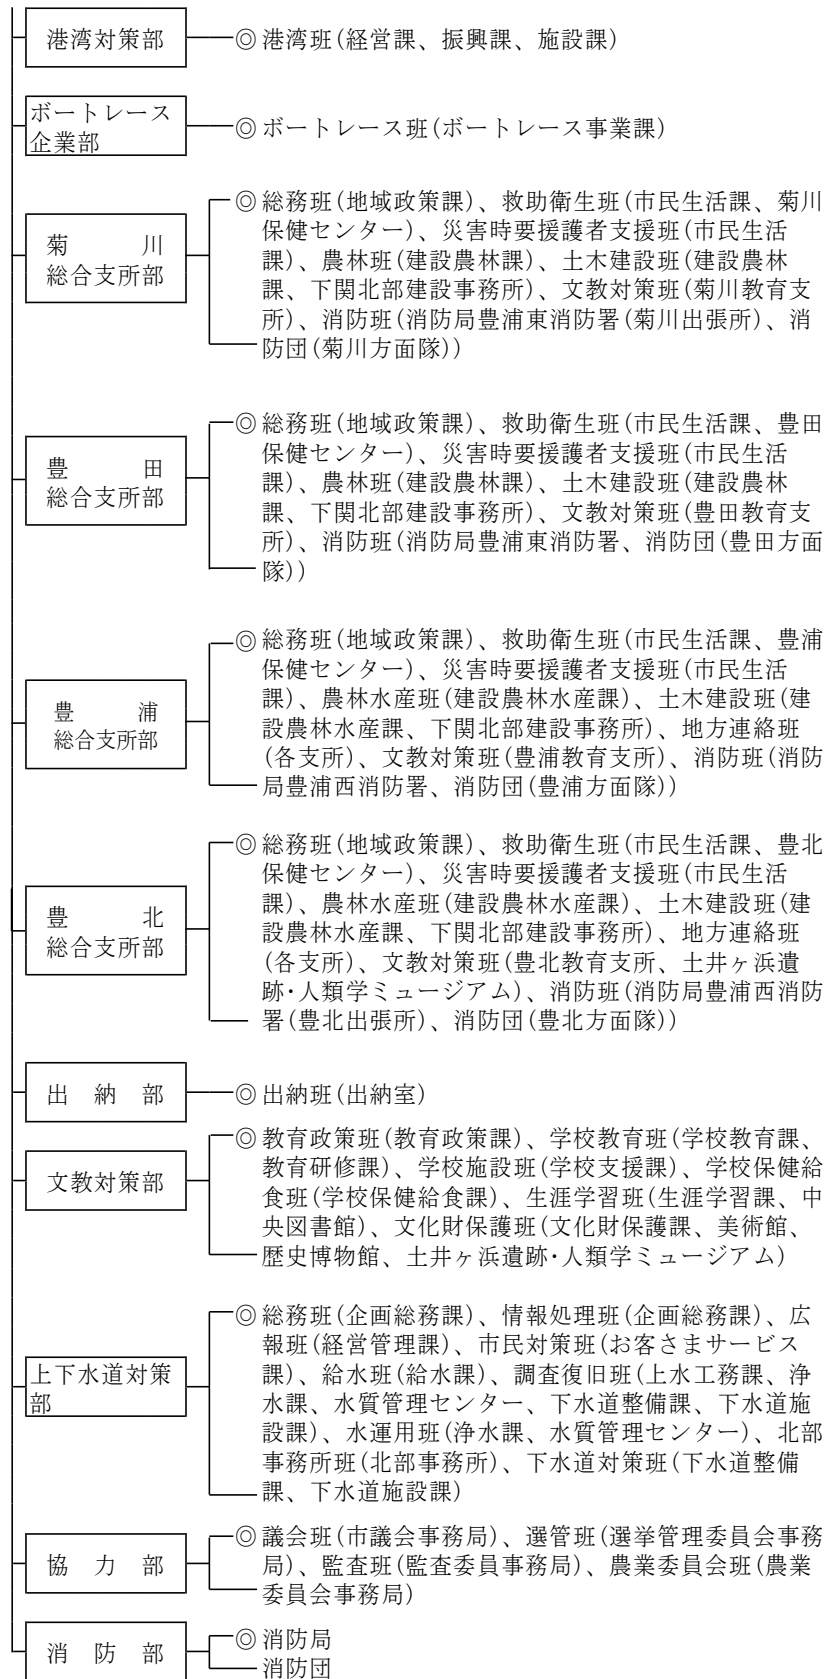 港湾対策部
◎港湾班(経営課、振興課、施設課)
ボートレース
企業部
◎ボートレース班(ボートレース事業課)
菊川
総合支所部
◎総務班(地域政策課)、救助衛生班(市民生活課、菊川
保健センター)、災害時要援護者支援班(市民生活
課)、農林班(建設農林課)、土木建設班(建設農林
課、下関北部建設事務所)、文教対策班(菊川教育支
所)、消防班(消防局豊浦東消防署(菊川出張所)、消
防団(菊川方面隊))
豊田
総合支所部
◎総務班(地域政策課)、救助衛生班(市民生活課、豊田
保健センター)、災害時要援護者支援班(市民生活
課)、農林班(建設農林課)、土木建設班(建設農林
課、下関北部建設事務所)、文教対策班(豊田教育支
所)、消防班(消防局豊浦東消防署、消防団(豊田方面
隊))
豊浦
総合支所部
◎総務班(地域政策課)、救助衛生班(市民生活課、豊浦
保健センター)、災害時要援護者支援班(市民生活
課)、農林水産班(建設農林水産課)、土木建設班(建
設農林水産課、下関北部建設事務所)、地方連絡班
(各支所)、文教対策班(豊浦教育支所)、消防班(消防
局豊浦西消防署、消防団(豊浦方面隊))
豊北
総合支所部
◎総務班(地域政策課)、救助衛生班(市民生活課、豊北
保健センター)、災害時要援護者支援班(市民生活
課)、農林水産班(建設農林水産課)、土木建設班(建
設農林水産課、下関北部建設事務所)、地方連絡班
(各支所)、文教対策班(豊北教育支所、土井ヶ浜遺
跡・人類学ミュージアム)、消防班(消防局豊浦西消防
署(豊北出張所)、消防団(豊北方面隊))
出納部
◎出納班(出納室)
文教対策部
◎教育政策班(教育政策課)、学校教育班(学校教育課、
教育研修課)、学校施設班(学校支援課)、学校保健給
食班(学校保健給食課)、生涯学習班(生涯学習課、中
央図書館)、文化財保護班(文化財保護課、美術館、
歴史博物館、土井ヶ浜遺跡・人類学ミュージアム)
上下水道対策
部
◎総務班(企画総務課)、情報処理班(企画総務課)、広
報班(経営管理課)、市民対策班(お客さまサービス
課)、給水班(給水課)、調査復旧班(上水工務課、浄
水課、水質管理センター、下水道整備課、下水道施
設課)、水運用班(浄水課、水質管理センター)、北部
事務所班(北部事務所)、下水道対策班(下水道整備
課、下水道施設課)
協力部
◎議会班(市議会事務局)、選管班(選挙管理委員会事務
局)、監査班(監査委員事務局)、農業委員会班(農業
委員会事務局)
消防部
◎消防局
消防団